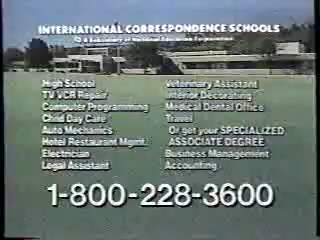 INTERNATIONAL CORRESPONDENCE SCHOOLS
High School
TV VCR Repair
Computer Programming
Child Day Care
Auto Mechanics
Hotel Restaurant Mgmt.
Electrician
Legal Assistant
Veterinary Assistant
Interior Decorating
Medical Dental Office
Travel
Or get your SPECIALIZED
ASSOCIATE DEGREE
Business Management
Accounting
1-800-228-3600